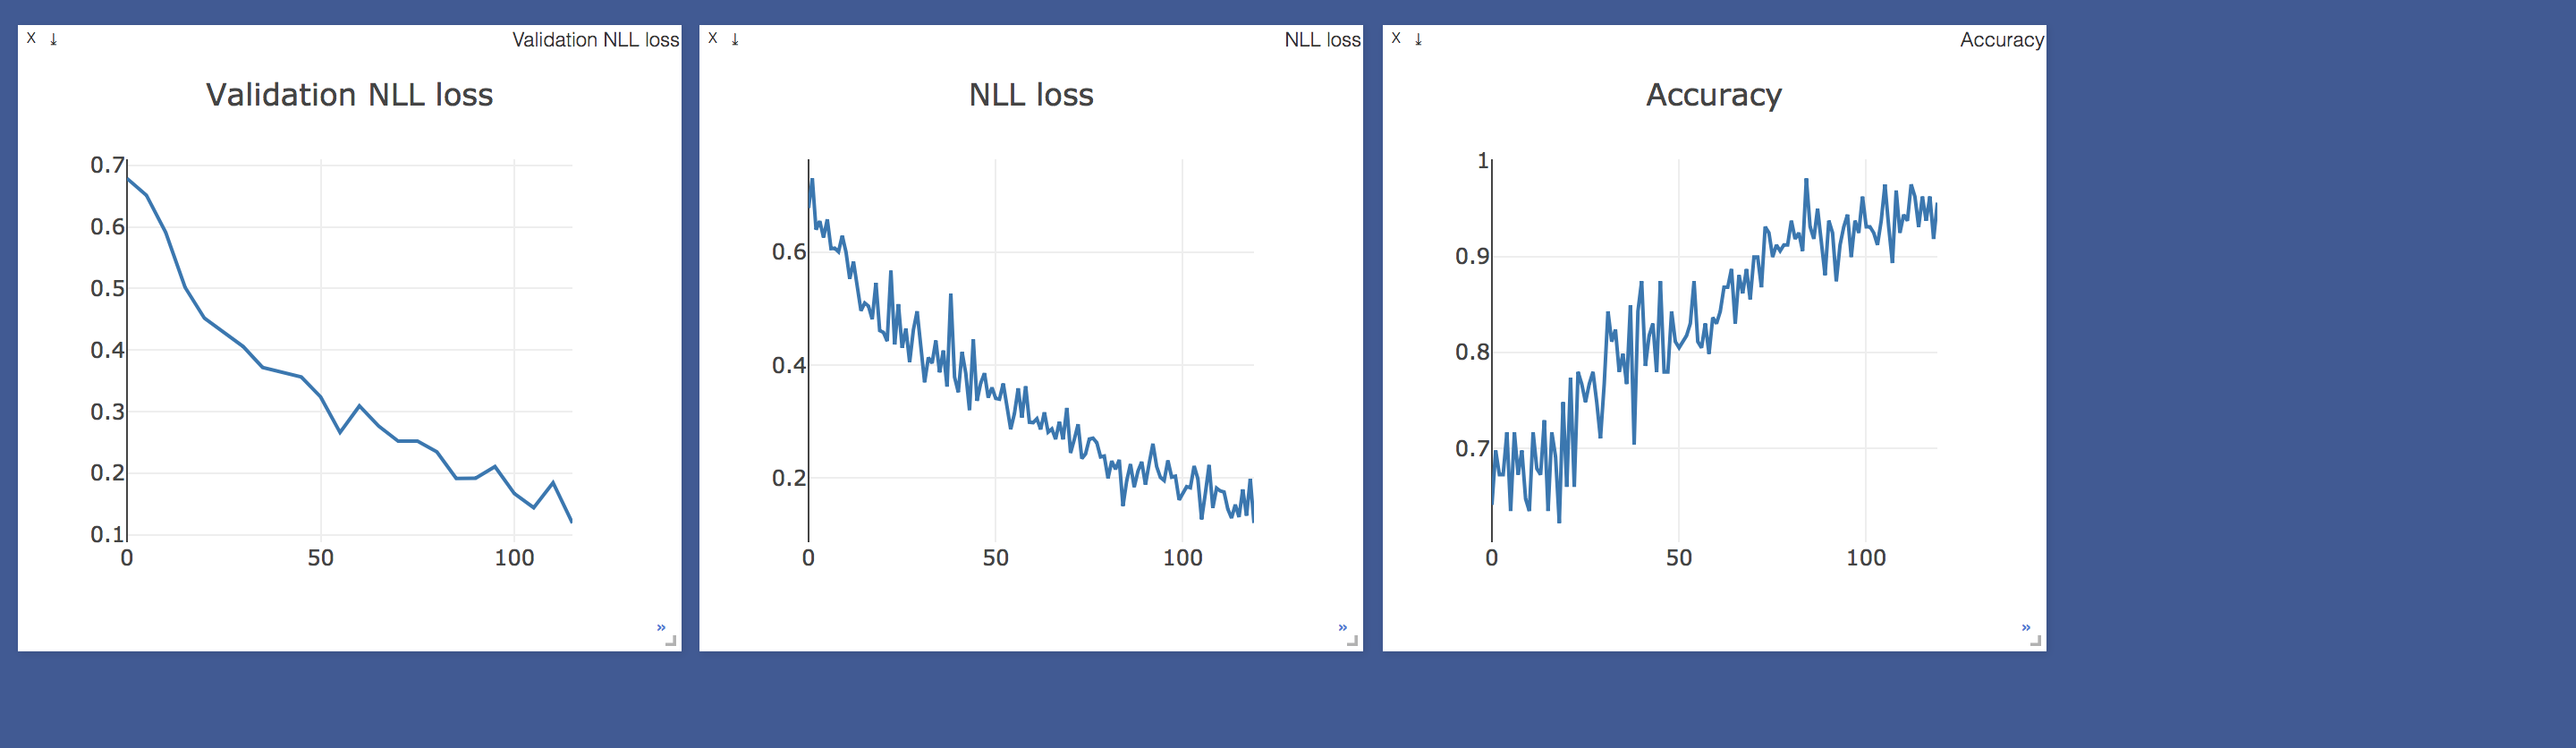 X ↓ Validation NLL loss
Validation NLL loss
0.7
0.6
0.5
0.4
0.3
0.2
0.1
0 50 100
»
X ↓ NLL loss
NLL loss
0.6
0.4
0.2
0 50 100
»
X ↓ Accuracy
Accuracy
1
0.9
0.8
0.7
0 50 100
»